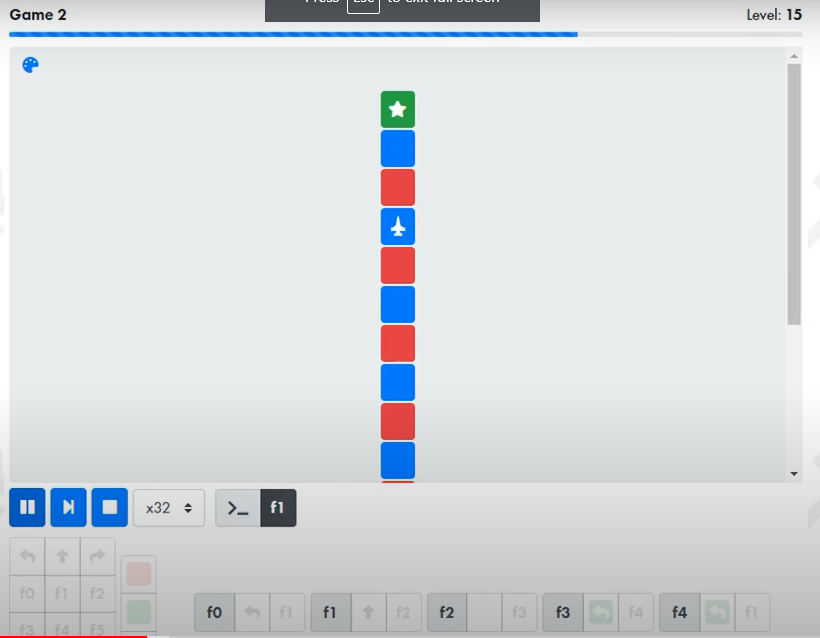 Press Esc to exit full screen
Game 2
Level: 15
x32
f1
f0 f1 f2
f3 f4 f5
f0 f1 f1 f2 f2 f3 f3 f4 f4 f1